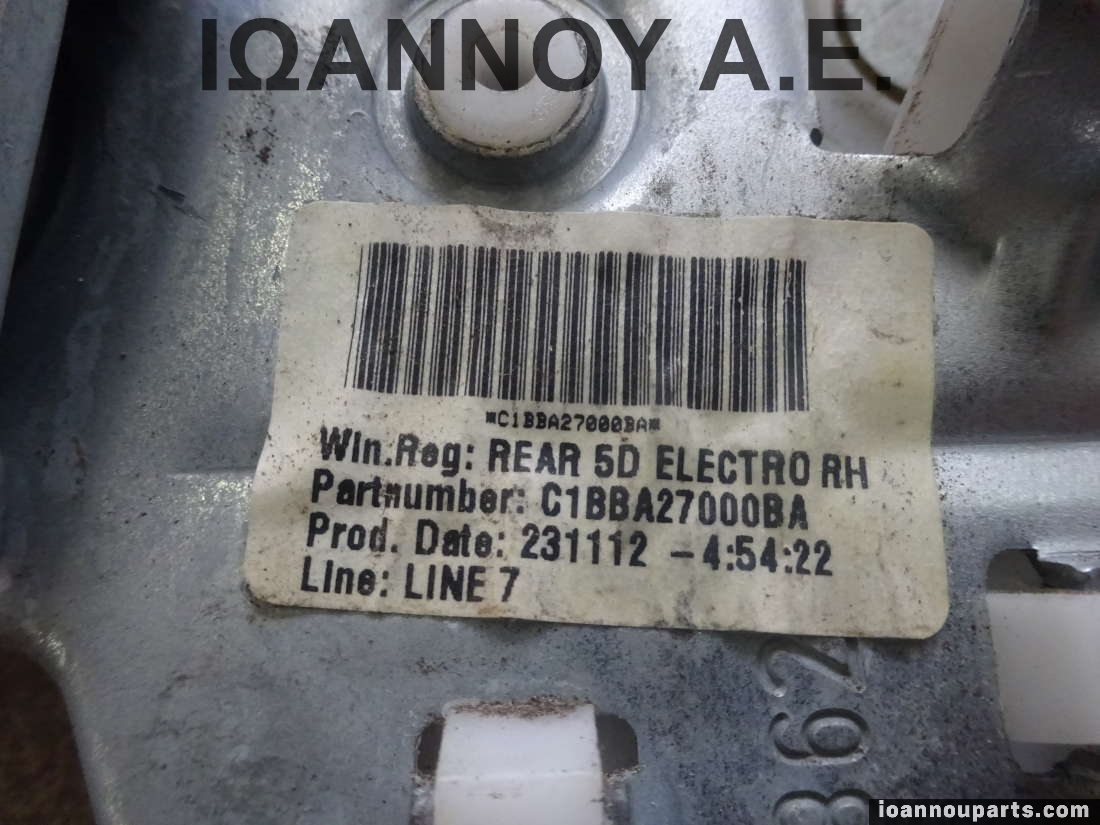 ΙΩΑΝΝΟΥ Α.Ε.
*C1BBA27000BA*
Win.Reg: REAR 5D ELECTRO RH
Partnumber: C1BBA27000BA
Prod. Date: 231112 -4:54:22
Line: LINE 7
862
ioannouparts.com